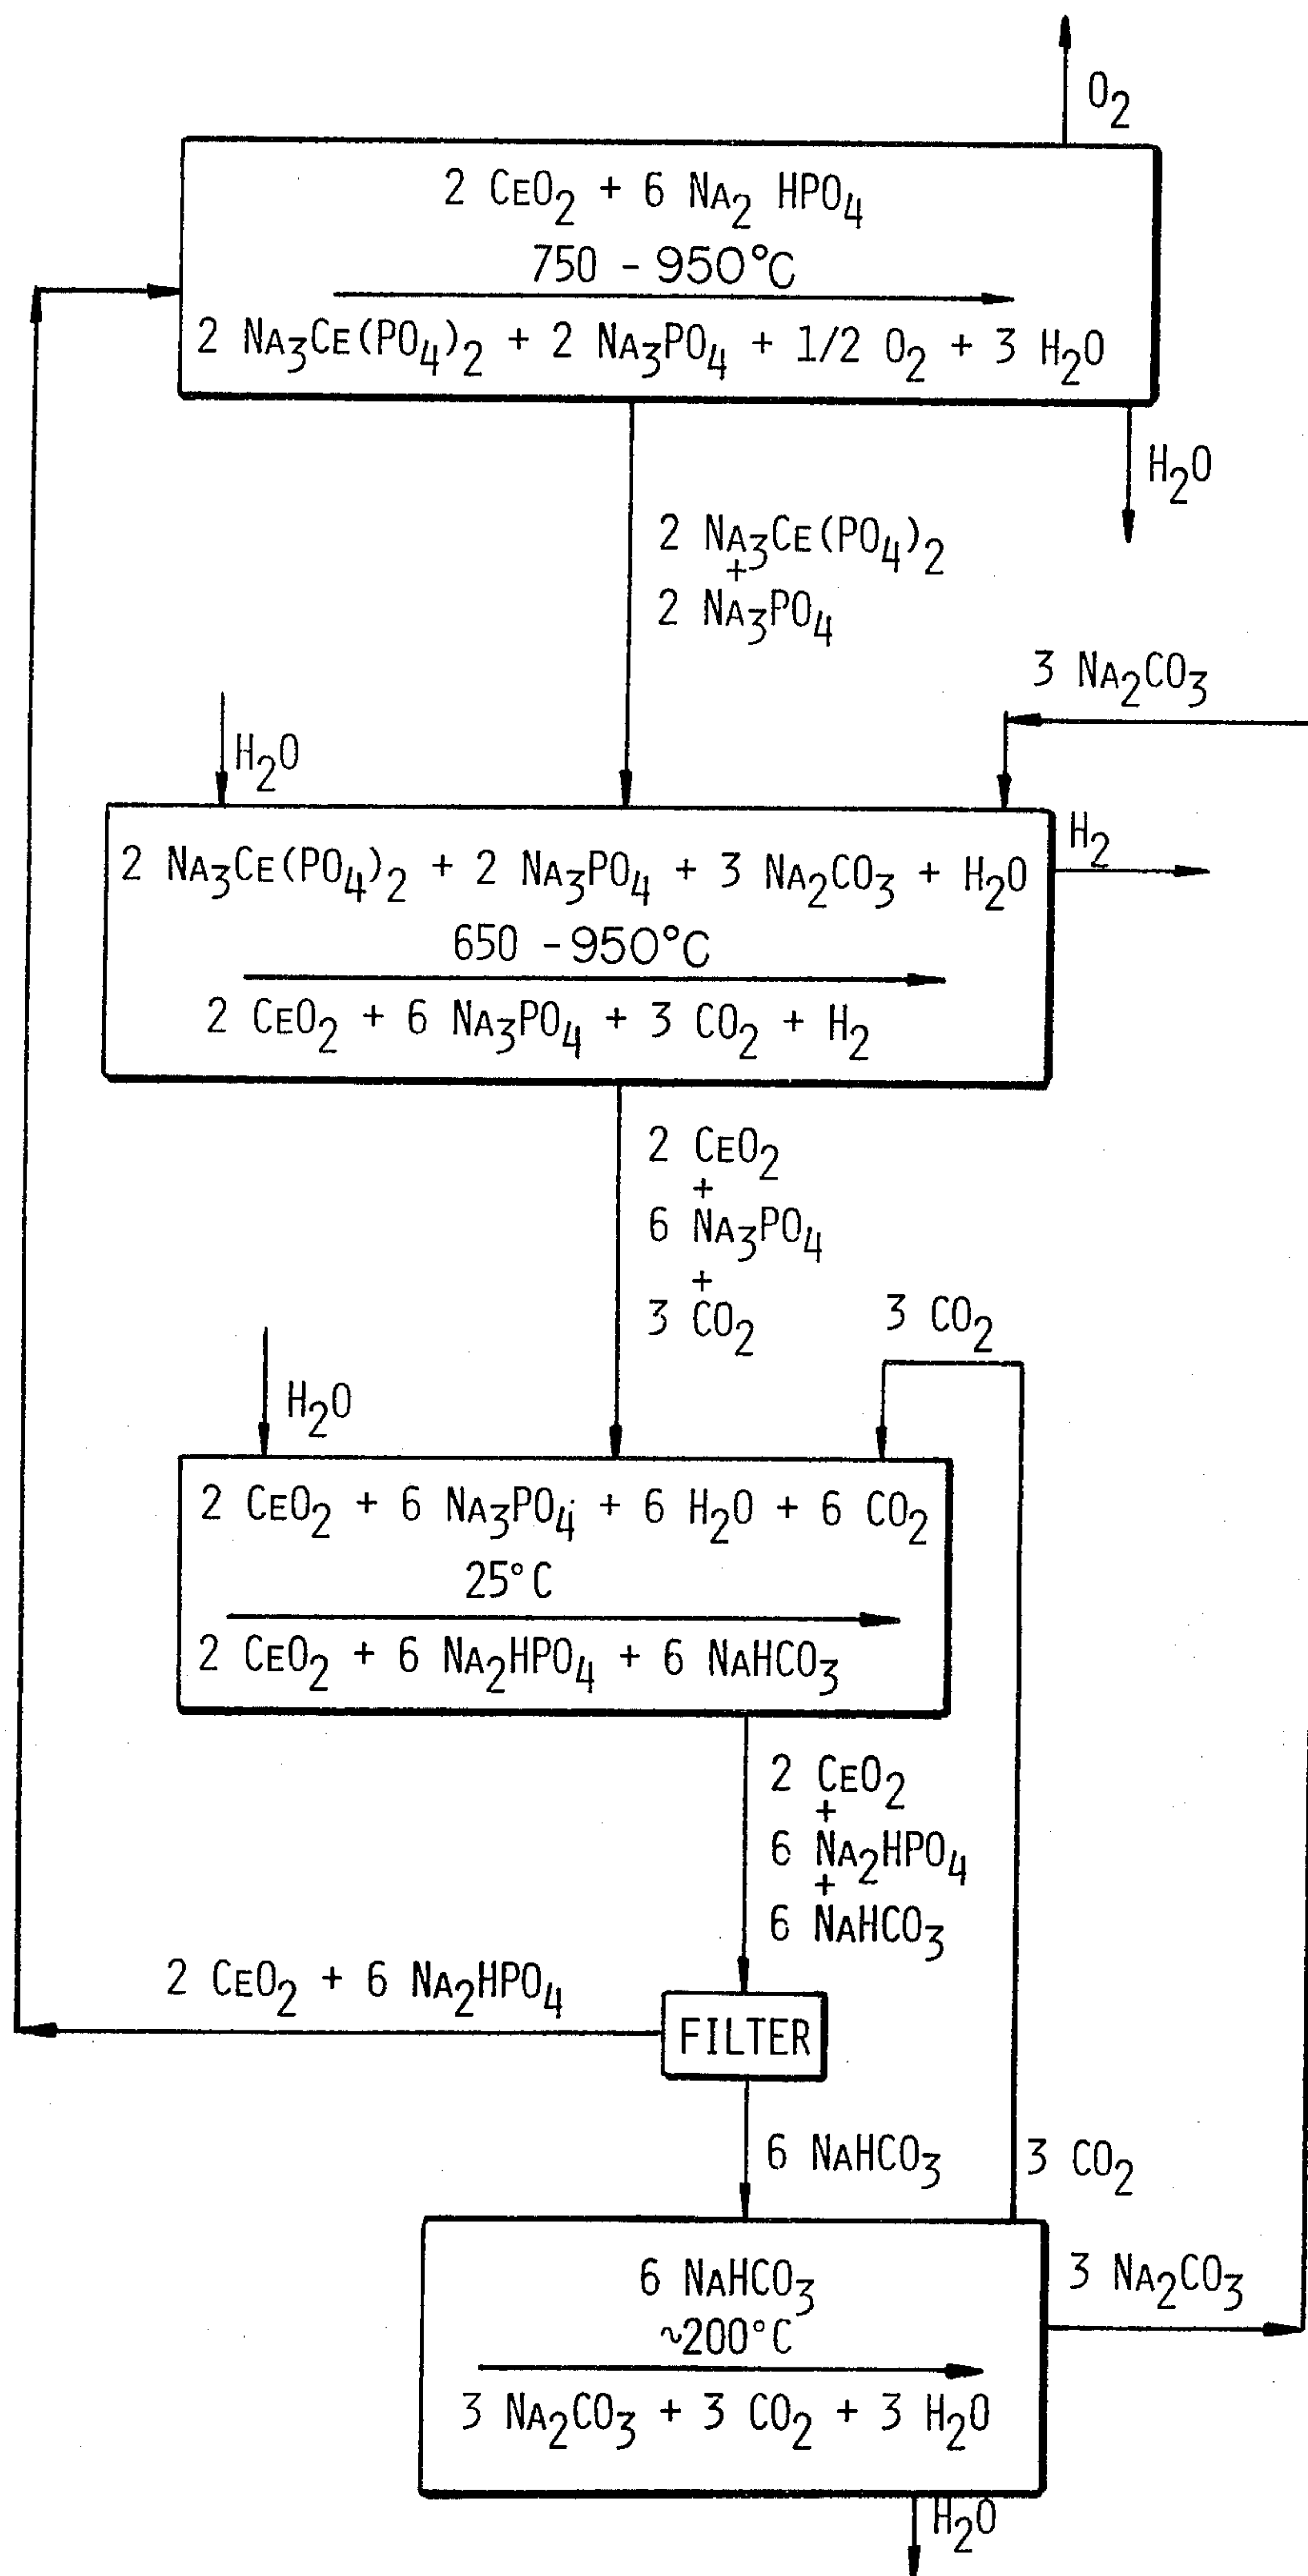 O2
2 CEO2 + 6 NA2 HPO4
750 - 950°C
2 NA3CE(PO4)2 + 2 NA3PO4 + 1/2 O2 + 3 H2O
H2O
2 NA3CE(PO4)2
+
2 NA3PO4
3 NA2CO3
H2O
H2
2 NA3CE(PO4)2 + 2 NA3PO4 + 3 NA2CO3 + H2O
650 - 950°C
2 CEO2 + 6 NA3PO4 + 3 CO2 + H2
2 CEO2
+
6 NA3PO4
+
3 CO2
3 CO2
H2O
2 CEO2 + 6 NA3PO4 + 6 H2O + 6 CO2
25°C
2 CEO2 + 6 NA2HPO4 + 6 NAHCO3
2 CEO2
+
6 NA2HPO4
+
6 NAHCO3
2 CEO2 + 6 NA2HPO4
FILTER
6 NAHCO3
3 CO2
6 NAHCO3
~200°C
3 NA2CO3 + 3 CO2 + 3 H2O
3 NA2CO3
H2O